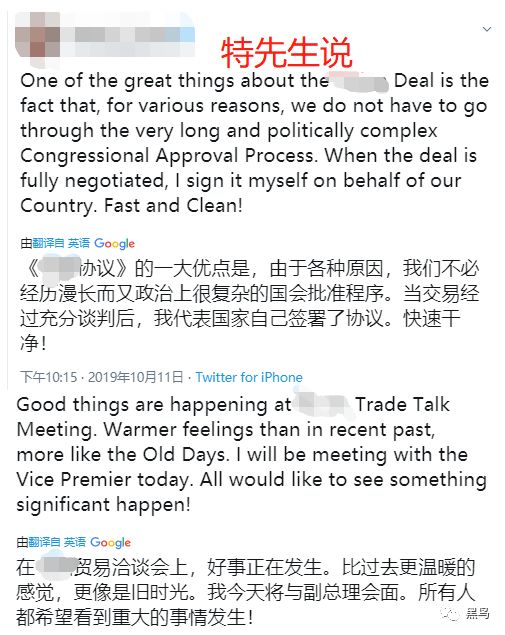 特先生说
One of the great things about the Deal is the
fact that, for various reasons, we do not have to go
through the very long and politically complex
Congressional Approval Process. When the deal is
fully negotiated, I sign it myself on behalf of our
Country. Fast and Clean!
由翻译自 英语 Google
《 协议》的一大优点是，由于各种原因，我们不必
经历漫长而又政治上很复杂的国会批准程序。当交易经
过充分谈判后，我代表国家自己签署了协议。快速干
净！
下午10:15 · 2019年10月11日 · Twitter for iPhone
Good things are happening at Trade Talk
Meeting. Warmer feelings than in recent past,
more like the Old Days. I will be meeting with the
Vice Premier today. All would like to see something
significant happen!
由翻译自 英语 Google
在 贸易洽谈会上，好事正在发生。比过去更温暖的
感觉，更像是旧时光。我今天将与副总理会面。所有人
都希望看到重大的事情发生！
黑鸟